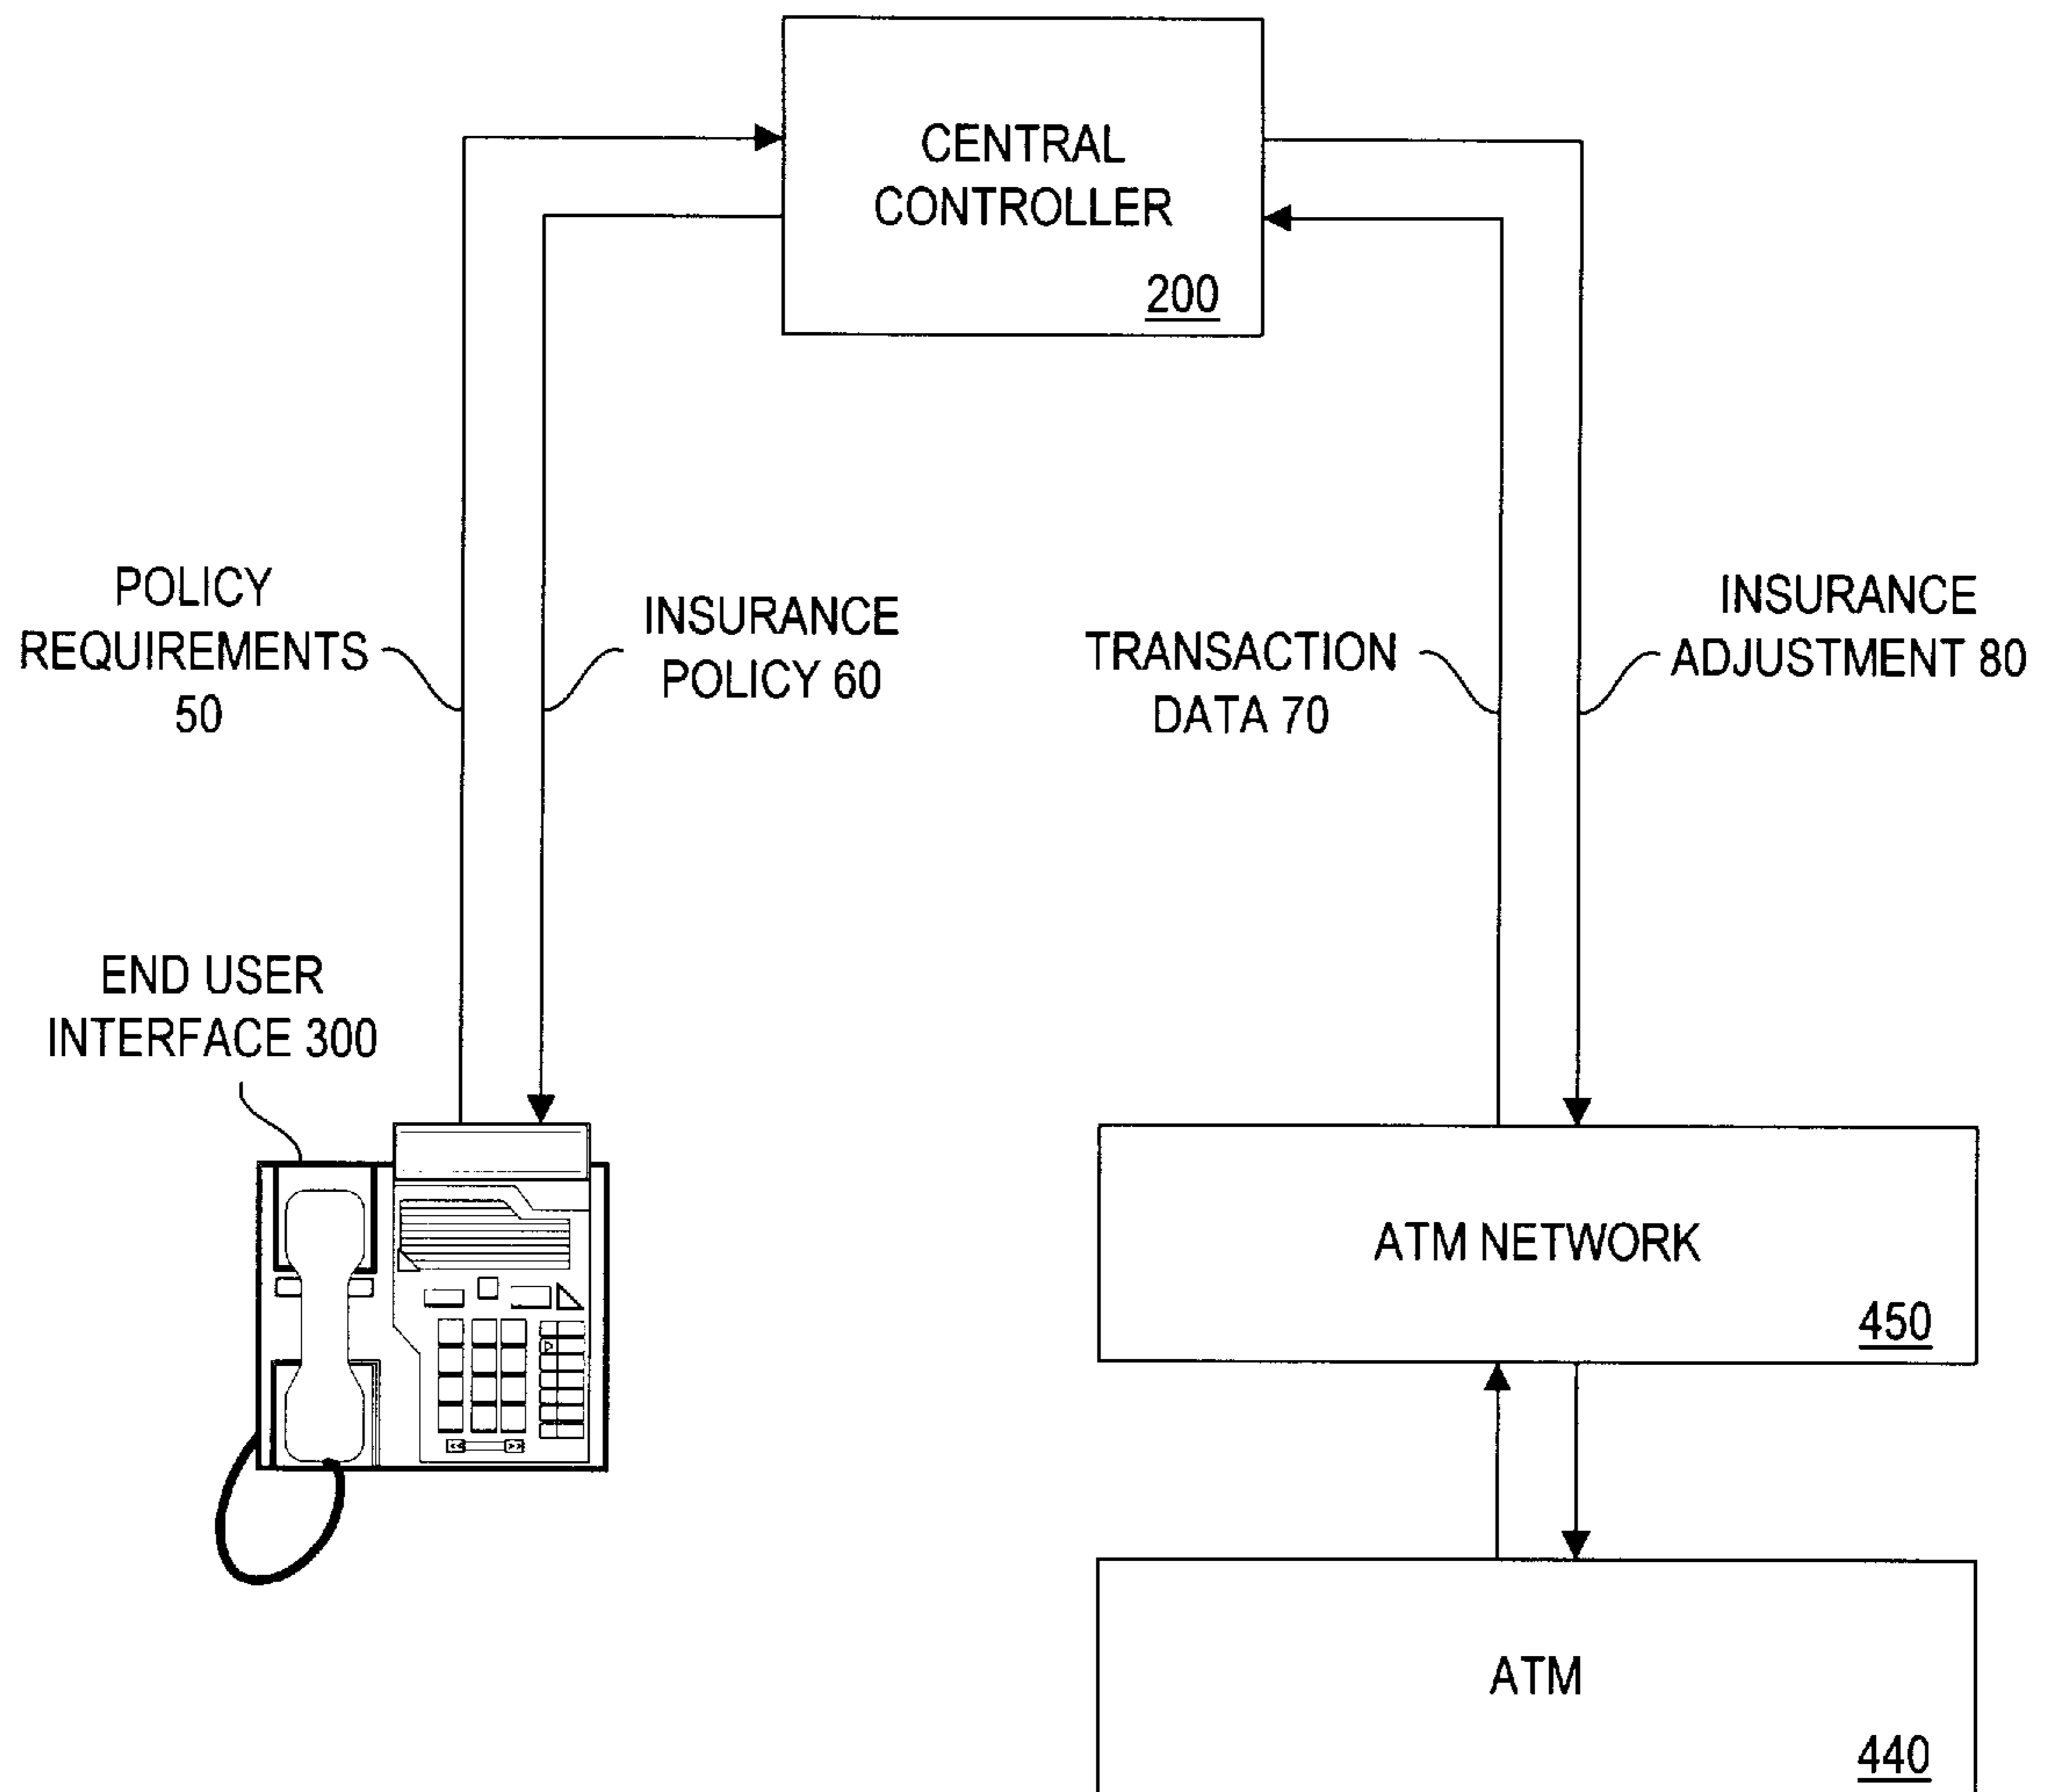 CENTRAL
CONTROLLER
200
POLICY
REQUIREMENTS
50
INSURANCE
POLICY 60
TRANSACTION
DATA 70
INSURANCE
ADJUSTMENT 80
END USER
INTERFACE 300
ATM NETWORK
450
ATM
440